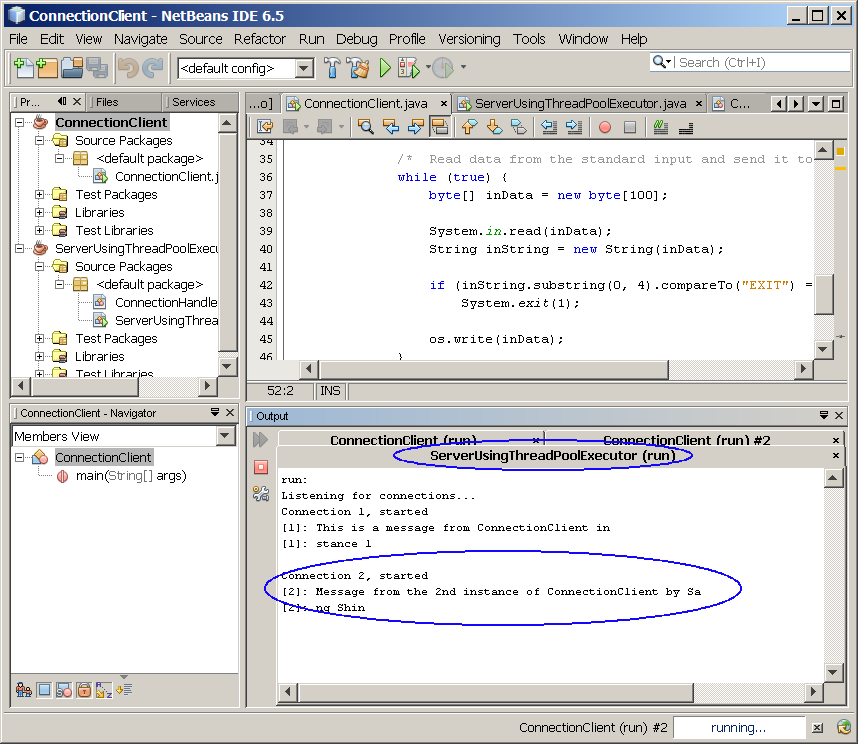 ConnectionClient - NetBeans IDE 6.5
File Edit View Navigate Source Refactor Run Debug Profile Versioning Tools Window Help
<default config>
Search (Ctrl+I)
Pr... Files Services
ConnectionClient
Source Packages
<default package>
ConnectionClient.j
Test Packages
Libraries
Test Libraries
ServerUsingThreadPoolExecu
Source Packages
<default package>
ConnectionHandle
ServerUsingThrea
Test Packages
Libraries
Test Libraries
...o] ConnectionClient.java ServerUsingThreadPoolExecutor.java C...
34
35 /* Read data from the standard input and send it to
36 while (true) {
37 byte[] inData = new byte[100];
38
39 System.in.read(inData);
40 String inString = new String(inData);
41
42 if (inString.substring(0, 4).compareTo("EXIT") =
43 System.exit(1);
44
45 os.write(inData);
46 }
52:2 INS
ConnectionClient - Navigator
Members View
ConnectionClient
main(String[] args)
Output
ConnectionClient (run) ConnectionClient (run) #2
ServerUsingThreadPoolExecutor (run)
run:
Listening for connections...
Connection 1, started
[1]: This is a message from ConnectionClient in
[1]: stance 1
Connection 2, started
[2]: Message from the 2nd instance of ConnectionClient by Sa
[2]: ng Shin
ConnectionClient (run) #2 running...